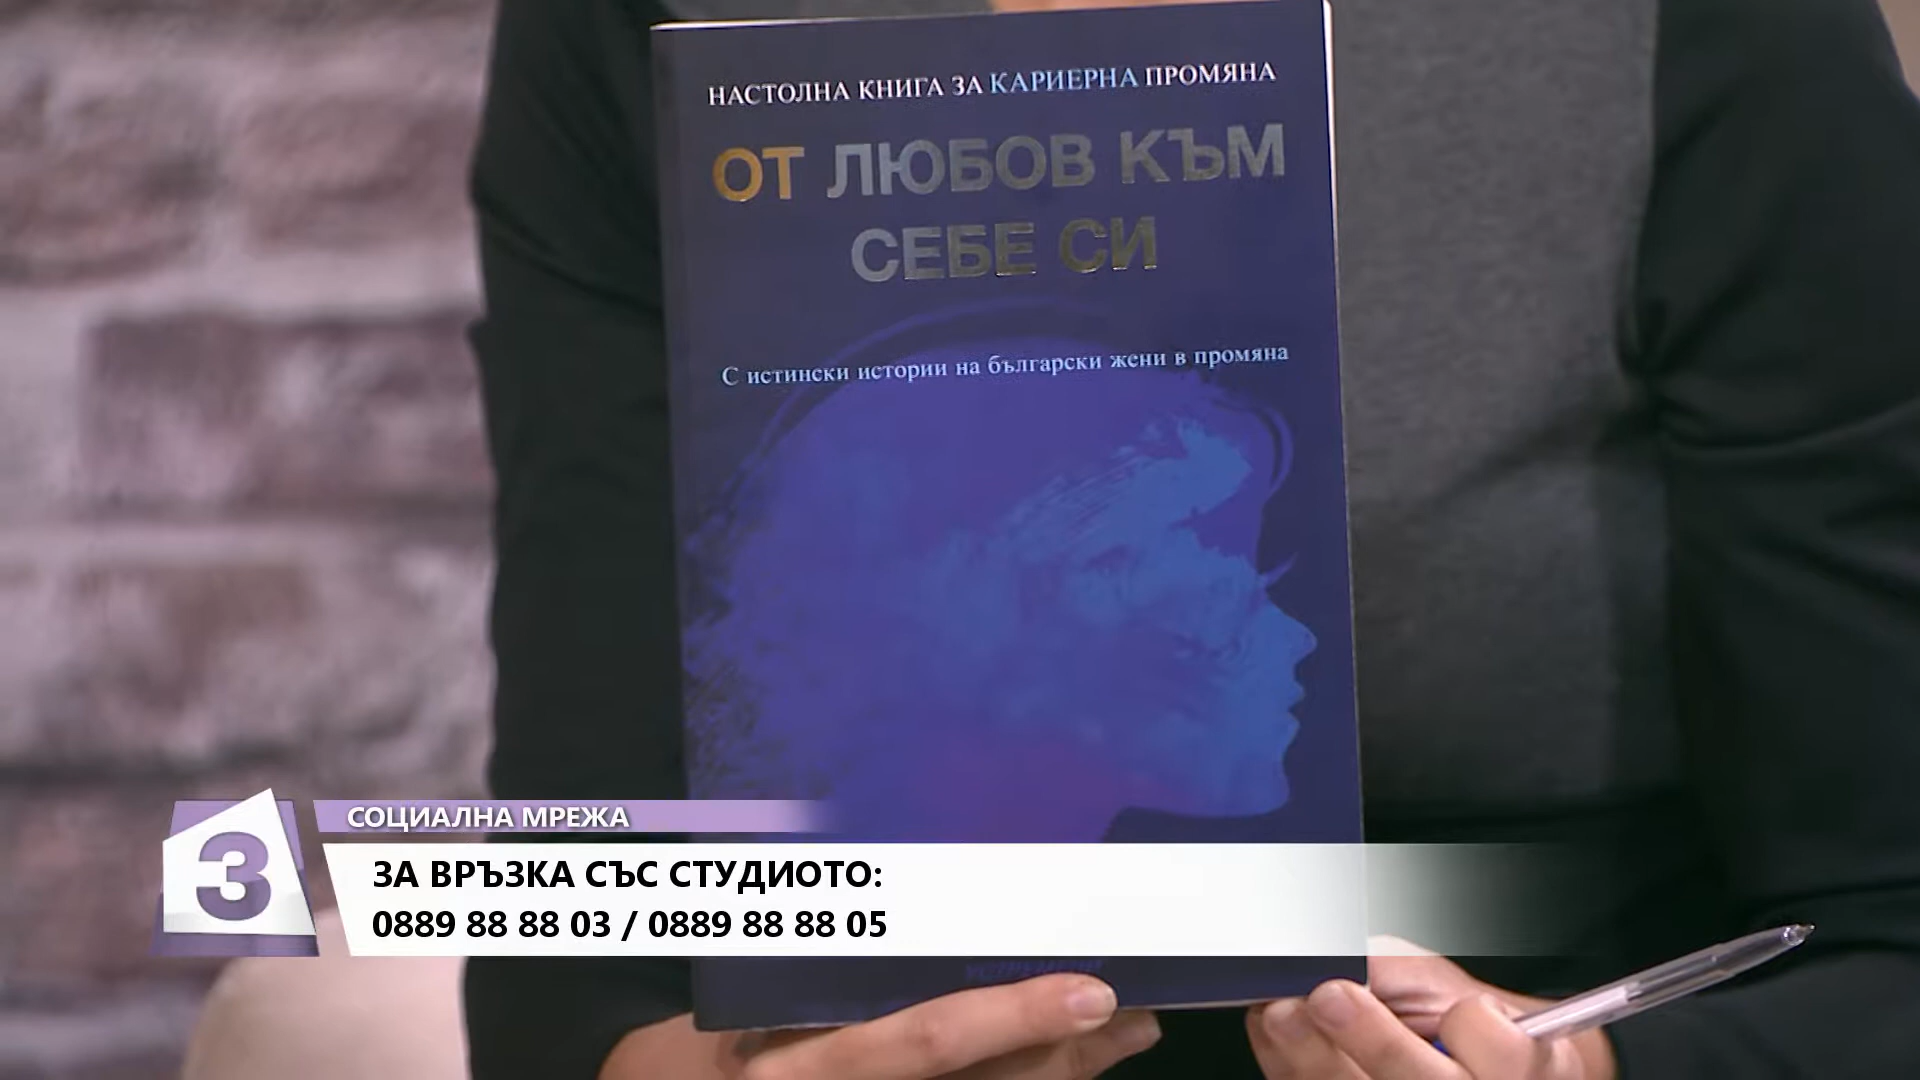 НАСТОЛНА КНИГА ЗА КАРИЕРНА ПРОМЯНА
ОТ ЛЮБОВ КЪМ
СЕБЕ СИ
С истински истории на български жени в промяна
3
СОЦИАЛНА МРЕЖА
ЗА ВРЪЗКА СЪС СТУДИОТО:
0889 88 88 03 / 0889 88 88 05